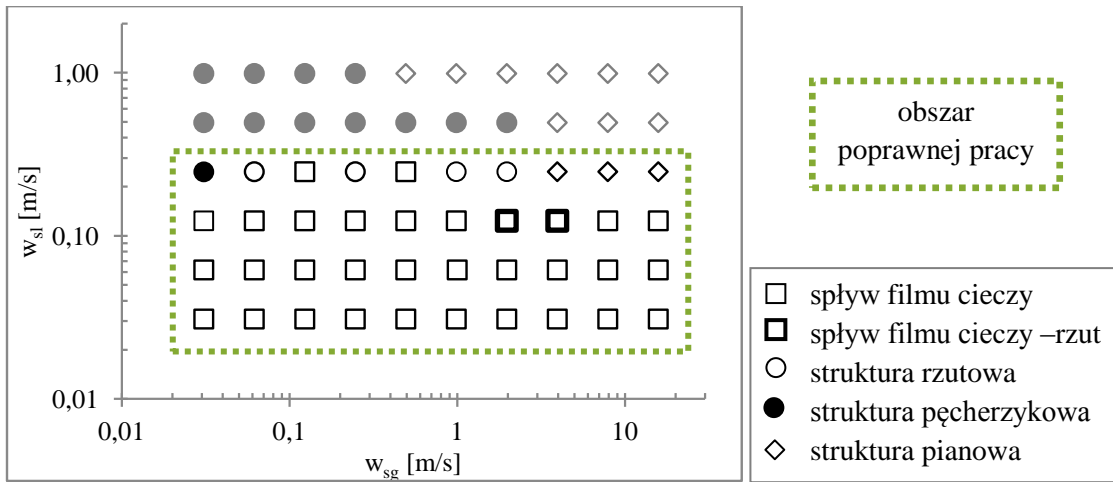 1,00
0,10
0,01
w_sl [m/s]
0,01
0,1
1
10
w_sg [m/s]
obszar
poprawnej pracy
spływ filmu cieczy
spływ filmu cieczy –rzut
struktura rzutowa
struktura pęcherzykowa
struktura pianowa